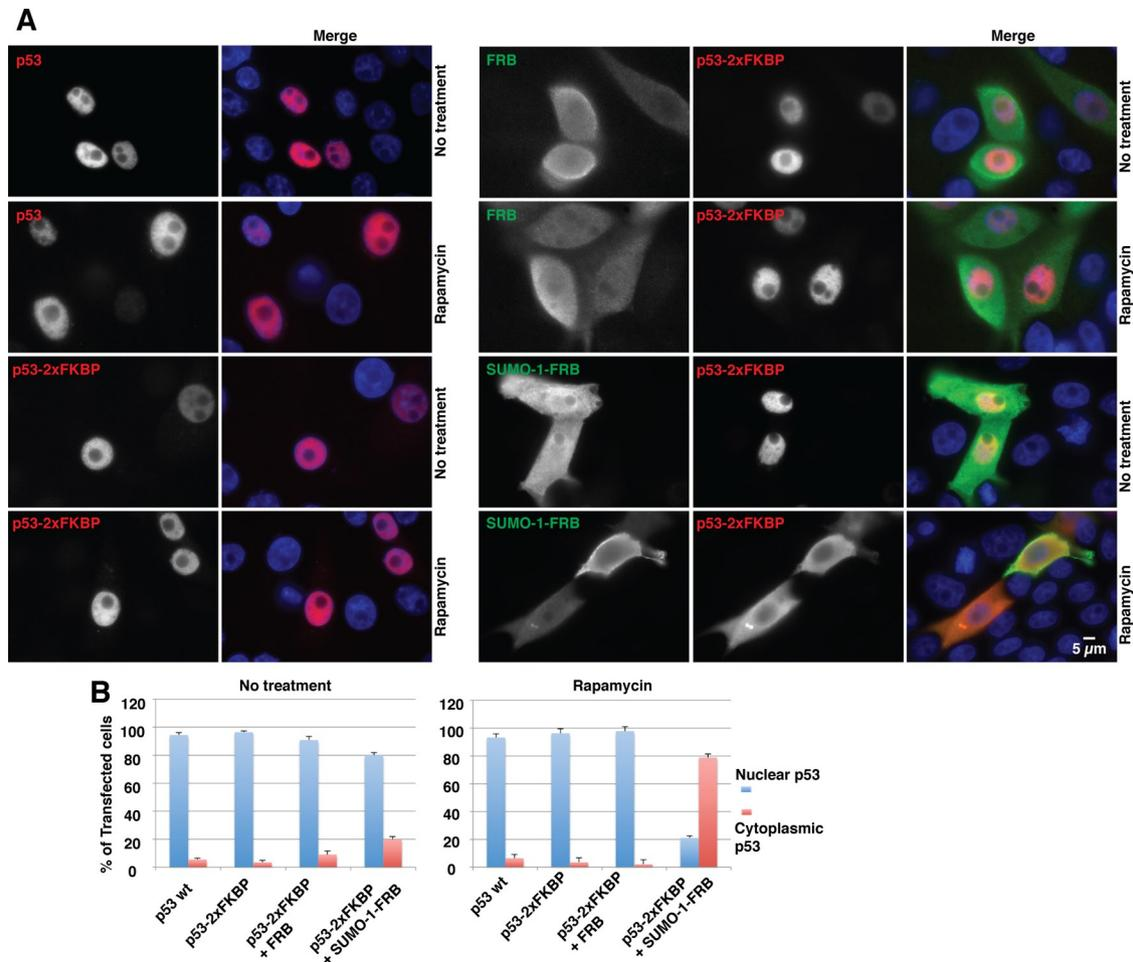 A
Merge
p53
No treatment
p53
Rapamycin
p53-2xFKBP
No treatment
p53-2xFKBP
Rapamycin
Merge
FRB
p53-2xFKBP
No treatment
FRB
p53-2xFKBP
Rapamycin
SUMO-1-FRB
p53-2xFKBP
No treatment
SUMO-1-FRB
p53-2xFKBP
Rapamycin
5 µm
B
No treatment
% of Transfected cells
120
100
80
60
40
20
0
p53 wt
p53-2xFKBP
p53-2xFKBP
+ FRB
p53-2xFKBP
+ SUMO-1-FRB
Rapamycin
120
100
80
60
40
20
0
p53 wt
p53-2xFKBP
p53-2xFKBP
+ FRB
p53-2xFKBP
+ SUMO-1-FRB
Nuclear p53
Cytoplasmic
p53